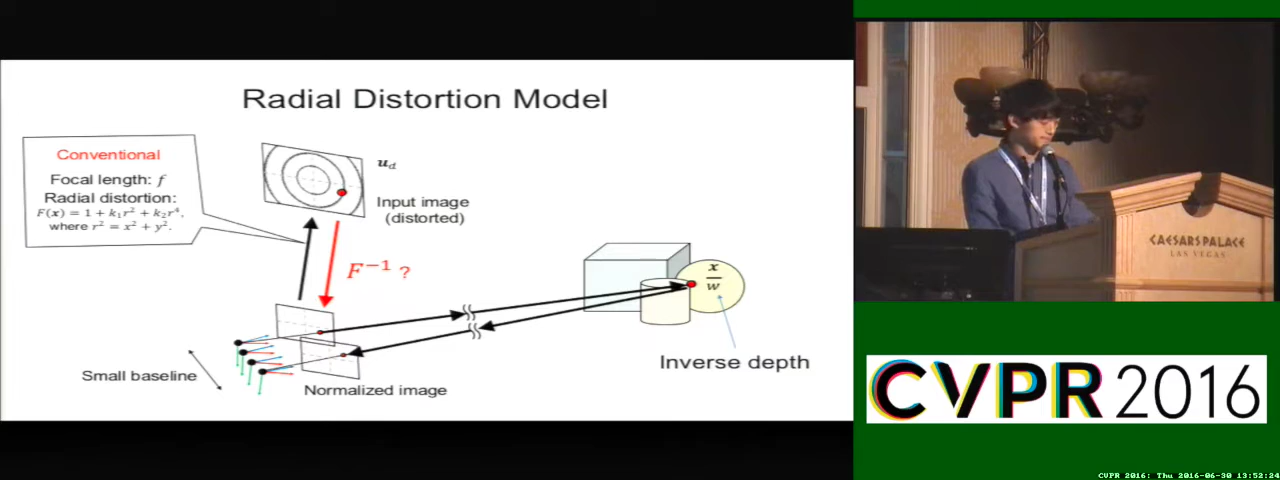 Radial Distortion Model
Conventional
Focal length: f
Radial distortion:
F(x) = 1 + k₁r² + k₂r⁴,
where r² = x² + y².
u_d
Input image
(distorted)
F⁻¹ ?
x
w
Inverse depth
Small baseline
Normalized image
CAESARS PALACE
LAS VEGAS
CVPR 2016
CVPR 2016: Thu 2016-06-30 13:52:24